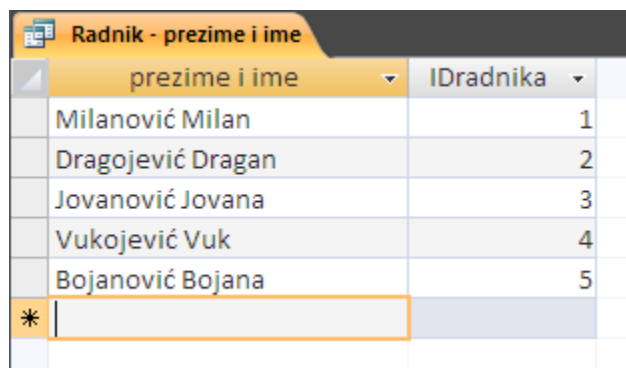 Radnik - prezime i ime
prezime i ime IDradnika
Milanović Milan 1
Dragojević Dragan 2
Jovanović Jovana 3
Vukojević Vuk 4
Bojanović Bojana 5